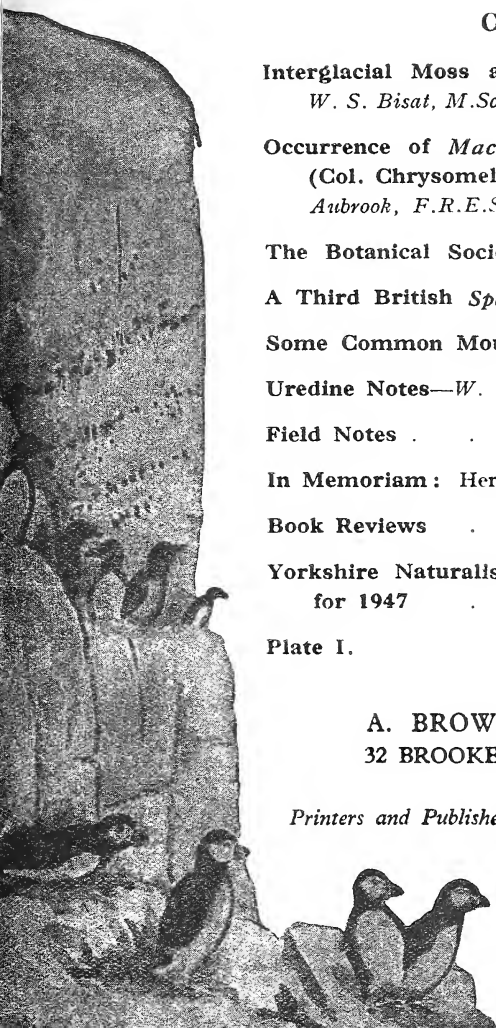 C
Interglacial Moss a
W. S. Bisat, M.Sc
Occurrence of Mac
(Col. Chrysomel
Aubrook, F.R.E.S
The Botanical Soci
A Third British Spa
Some Common Mou
Uredine Notes—W.
Field Notes . .
In Memoriam : Her
Book Reviews .
Yorkshire Naturalis
for 1947 .
Plate I.
A. BROW
32 BROOKE
Printers and Publishe